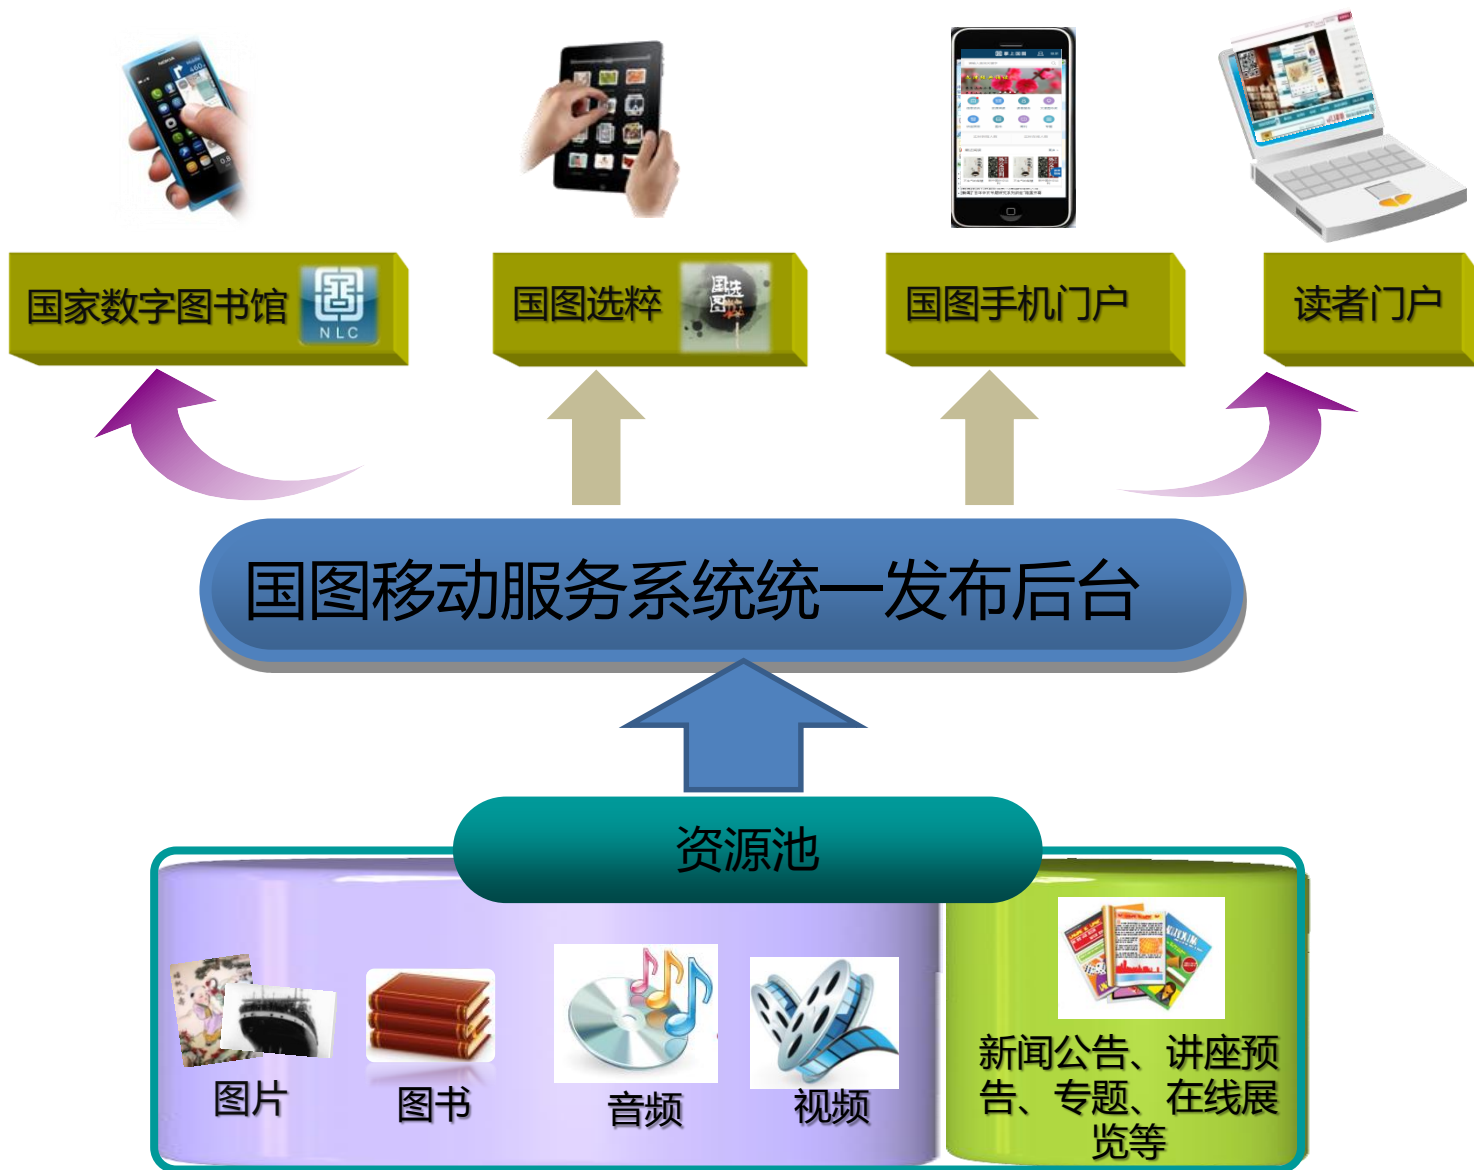 国家数字图书馆
NLC
国图选粹
国图手机门户
读者门户
国图移动服务系统统一发布后台
资源池
图片
图书
音频
视频
新闻公告、讲座预
告、专题、在线展
览等